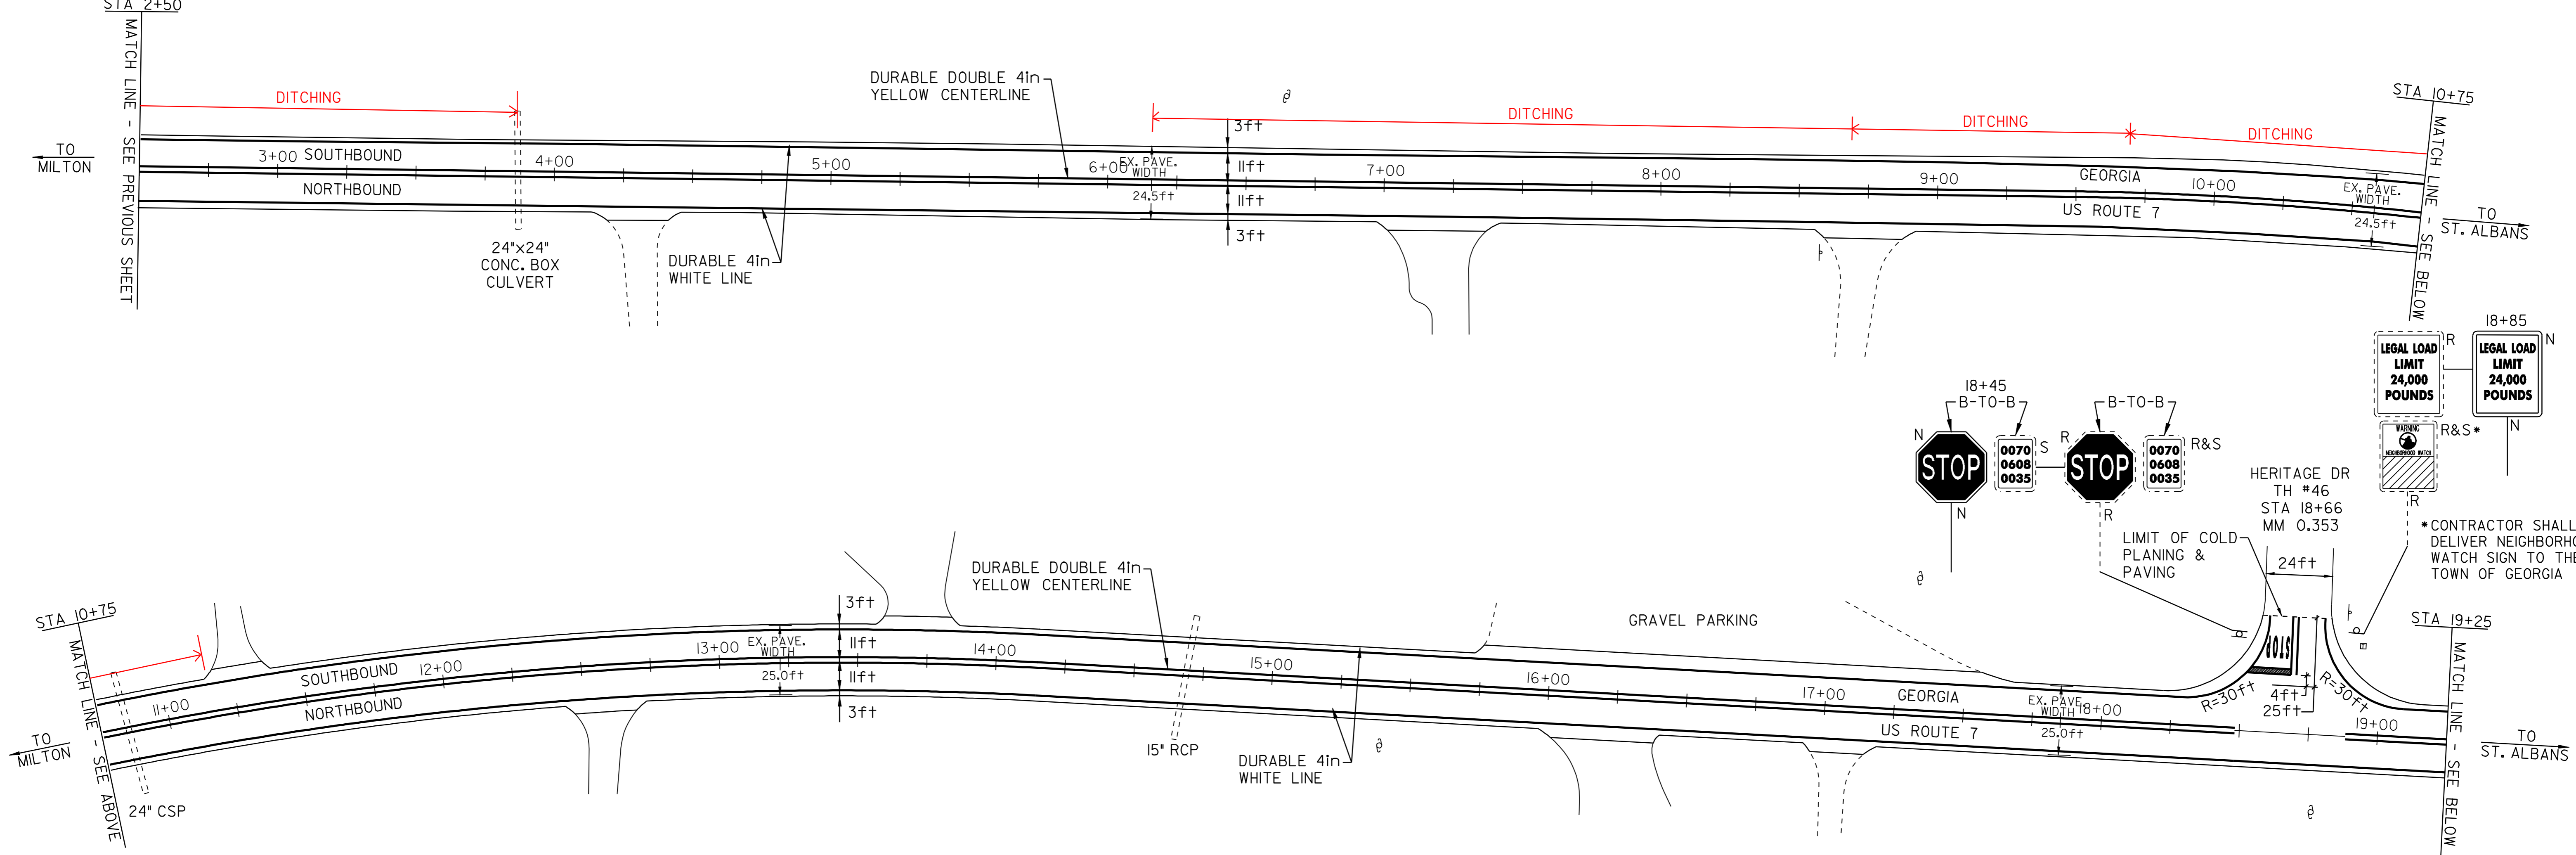 STA 2+50
MATCH LINE - SEE PREVIOUS SHEET
TO
MILTON
DITCHING
3+00
SOUTHBOUND
NORTHBOUND
4+00
24"x24"
CONC. BOX
CULVERT
5+00
DURABLE 4in
WHITE LINE
DURABLE DOUBLE 4in
YELLOW CENTERLINE
6+00
EX. PAVE.
WIDTH
24.5ft
3ft
11ft
11ft
3ft
DITCHING
7+00
8+00
DITCHING
9+00
GEORGIA
US ROUTE 7
DITCHING
10+00
EX. PAVE.
WIDTH
24.5ft
STA 10+75
MATCH LINE - SEE BELOW
TO
ST. ALBANS
18+85
LEGAL LOAD
LIMIT
24,000
POUNDS
R
LEGAL LOAD
LIMIT
24,000
POUNDS
N
WARNING
NEIGHBORHOOD WATCH
R&S*
R
N
18+45
B-TO-B
N
STOP
0070
0608
0035
S
N
B-TO-B
R
STOP
0070
0608
0035
R&S
R
HERITAGE DR
TH #46
STA 18+66
MM 0.353
*CONTRACTOR SHALL
DELIVER NEIGHBORHO
WATCH SIGN TO THE
TOWN OF GEORGIA
LIMIT OF COLD
PLANING &
PAVING
24ft
STOP
R=30ft
4ft
25ft
R=30ft
STA 10+75
MATCH LINE - SEE ABOVE
TO
MILTON
24" CSP
11+00
SOUTHBOUND
NORTHBOUND
12+00
13+00
EX. PAVE.
WIDTH
25.0ft
3ft
11ft
11ft
3ft
DURABLE DOUBLE 4in
YELLOW CENTERLINE
14+00
15" RCP
15+00
DURABLE 4in
WHITE LINE
GRAVEL PARKING
16+00
17+00
GEORGIA
US ROUTE 7
EX. PAVE.
WIDTH
25.0ft
18+00
19+00
STA 19+25
MATCH LINE - SEE BELOW
TO
ST. ALBANS